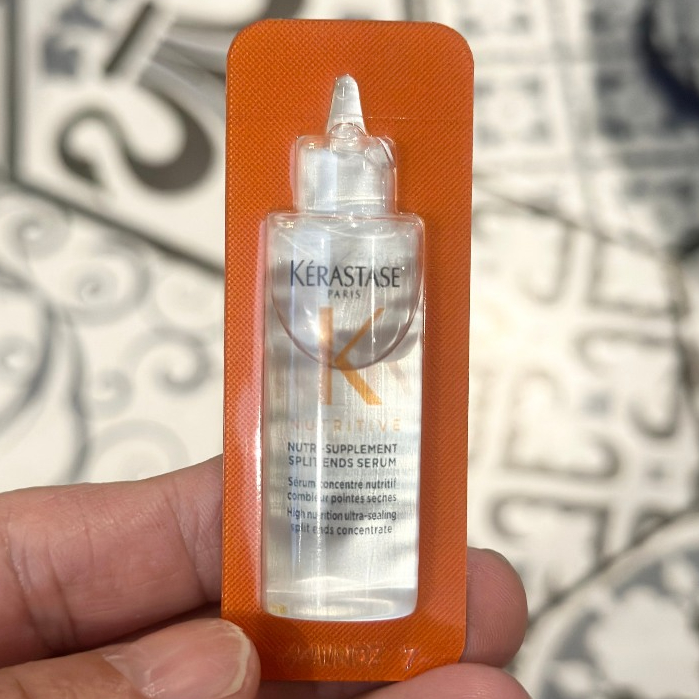 KÉRASTASE
PARIS
K
NUTRITIVE
NUTRI-SUPPLEMENT
SPLIT ENDS SERUM
Sérum concentré nutritif
combleur pointes sèches
High nutrition ultra-sealing
split ends concentrate